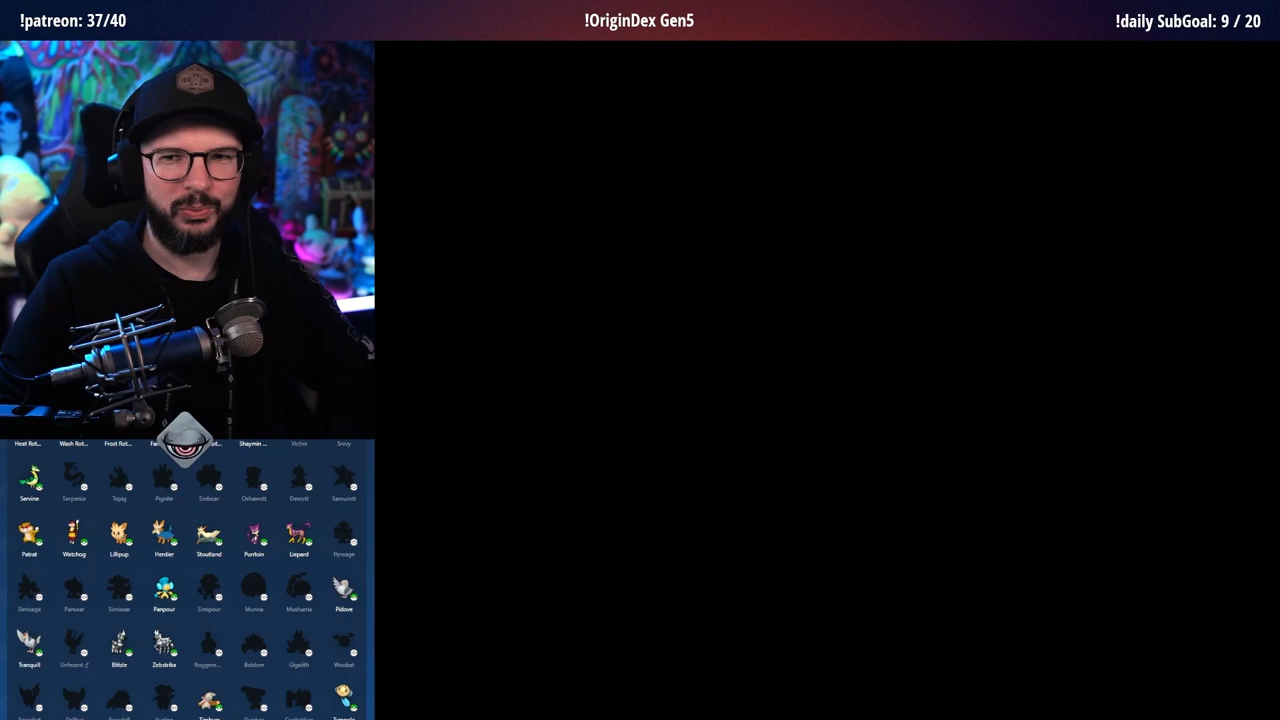 !patreon: 37/40
!OriginDex Gen5
!daily SubGoal: 9 / 20
Heat Rot... Wash Rot... Frost Rot... Shaymin ... Victini Snivy
Servine Serperior Tepig Pignite Emboar Oshawott Dewott Samurott
Patrat Watchog Lillipup Herdier Stoutland Purrloin Liepard Pansage
Simisage Pansear Simisear Panpour Simipour Munna Musharna Pidove
Tranquill Unfezant ♂ Blitzle Zebstrika Roggenr... Boldore Gigalith Woobat